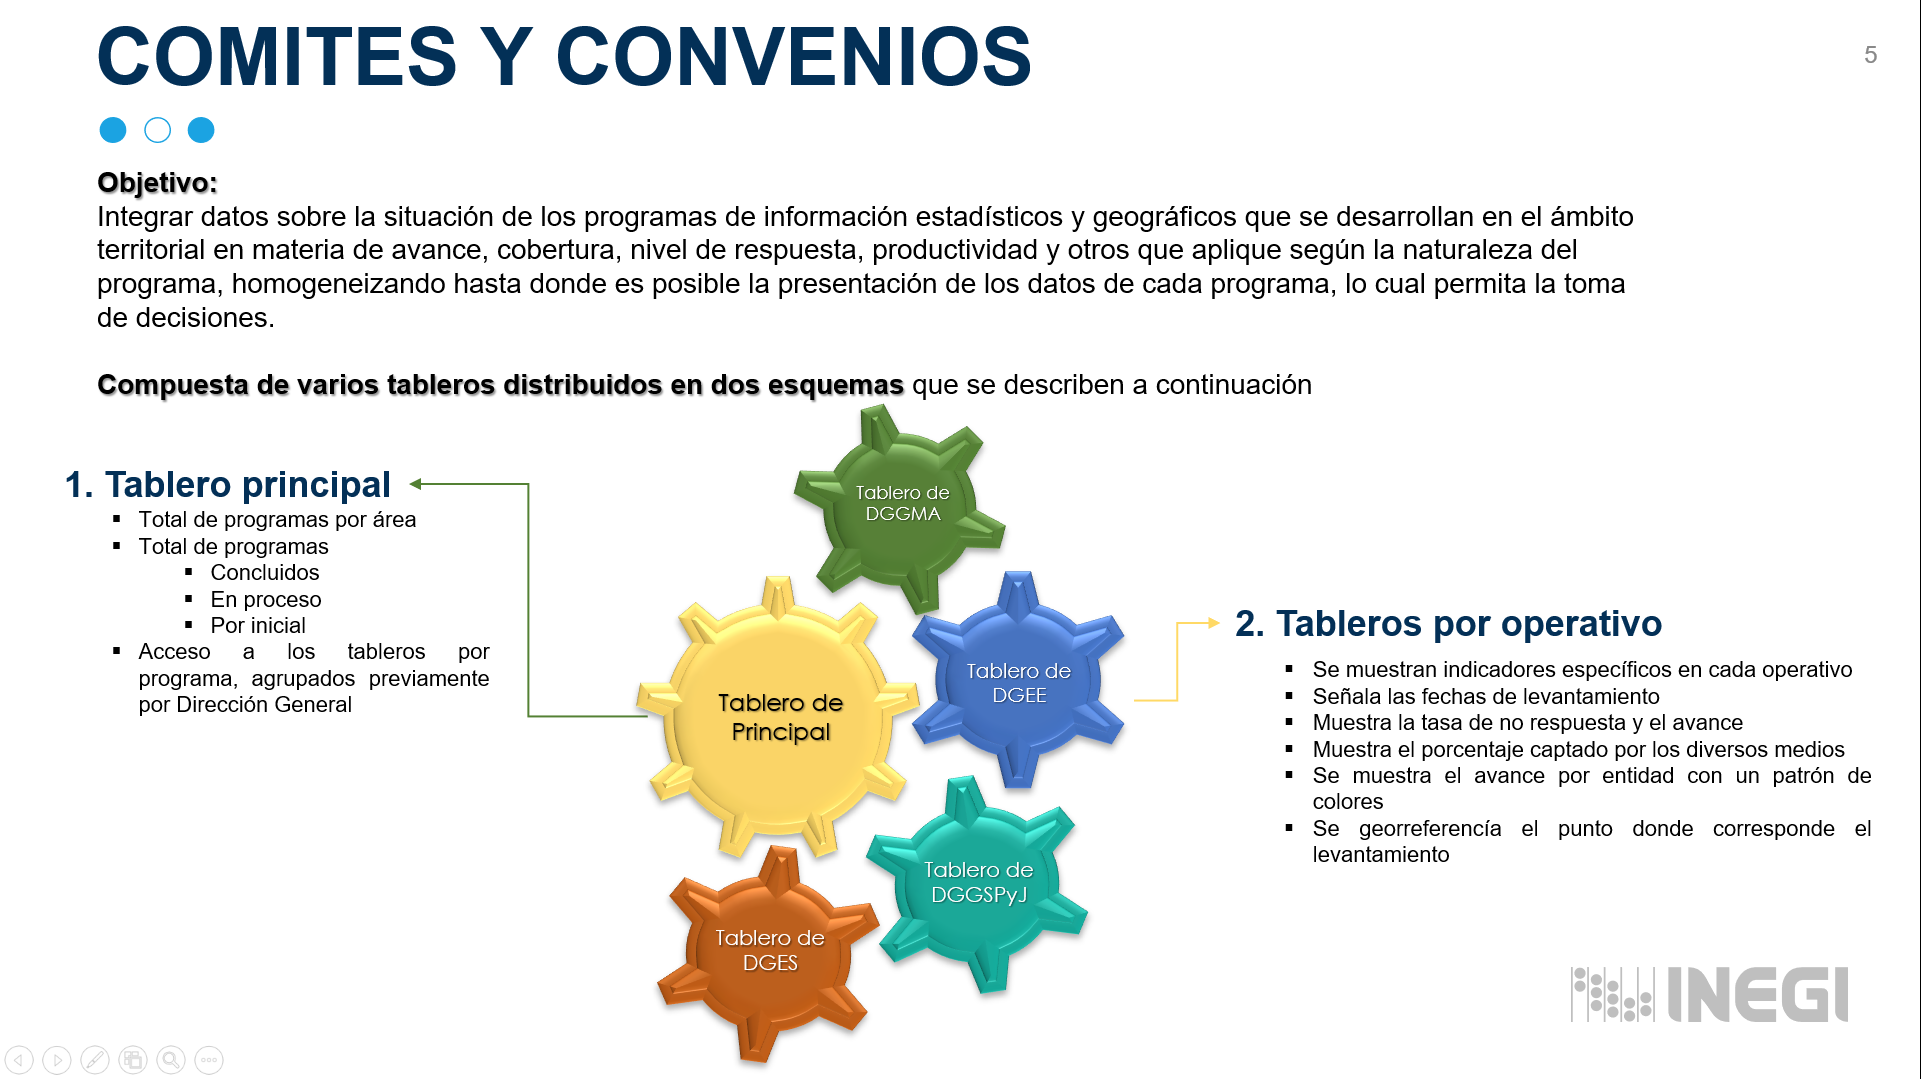 COMITES Y CONVENIOS
5
Objetivo:
Integrar datos sobre la situación de los programas de información estadísticos y geográficos que se desarrollan en el ámbito
territorial en materia de avance, cobertura, nivel de respuesta, productividad y otros que aplique según la naturaleza del
programa, homogeneizando hasta donde es posible la presentación de los datos de cada programa, lo cual permita la toma
de decisiones.
Compuesta de varios tableros distribuidos en dos esquemas que se describen a continuación
1. Tablero principal
▪ Total de programas por área
▪ Total de programas
▪ Concluidos
▪ En proceso
▪ Por inicial
▪ Acceso a los tableros por
programa, agrupados previamente
por Dirección General
Tablero de
DGGMA
Tablero de
DGEE
Tablero de
Principal
Tablero de
DGGSPyJ
Tablero de
DGES
2. Tableros por operativo
▪ Se muestran indicadores específicos en cada operativo
▪ Señala las fechas de levantamiento
▪ Muestra la tasa de no respuesta y el avance
▪ Muestra el porcentaje captado por los diversos medios
▪ Se muestra el avance por entidad con un patrón de
colores
▪ Se georreferencía el punto donde corresponde el
levantamiento
INEGI